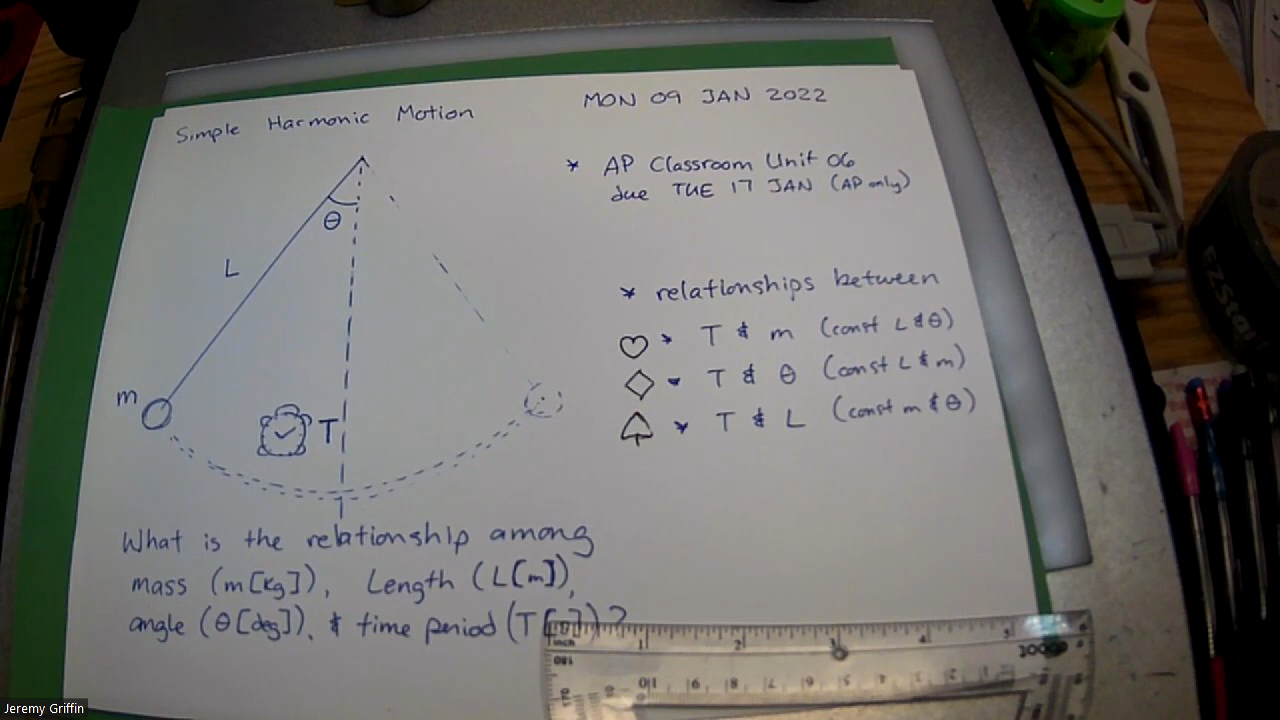 Simple Harmonic Motion
MON 09 JAN 2022
* AP Classroom Unit 06
due TUE 17 JAN (AP only)
θ
L
m
T
* relationships between
* T & m (const L & θ)
* T & θ (const L & m)
* T & L (const m & θ)
What is the relationship among
mass (m[kg]), Length (L[m]),
angle (θ[deg]), & time period (T[s])?
EZStar
Jeremy Griffin